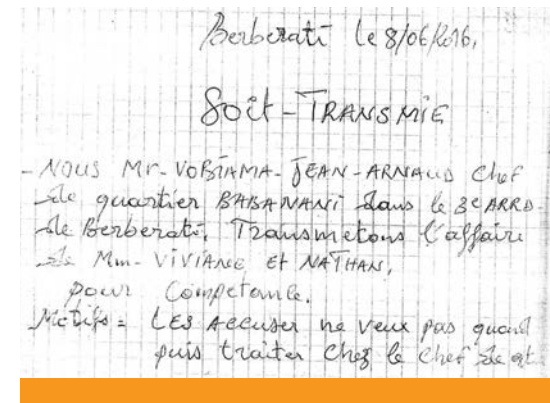 Berberati le 8/06/2016,
Soit-TRANSMIE
- NOUS Mr-VOBIAMA-JEAN-ARNAUD Chef
de quartier BABANANI dans le 3e ARRD-
de Berberati. Transmetons l'affaire
de Mm- VIVIANE Et NATHAN,
pour Competance.
Motifs = LES Accuser ne veux pas quand
puis traiter chez le chef de qt